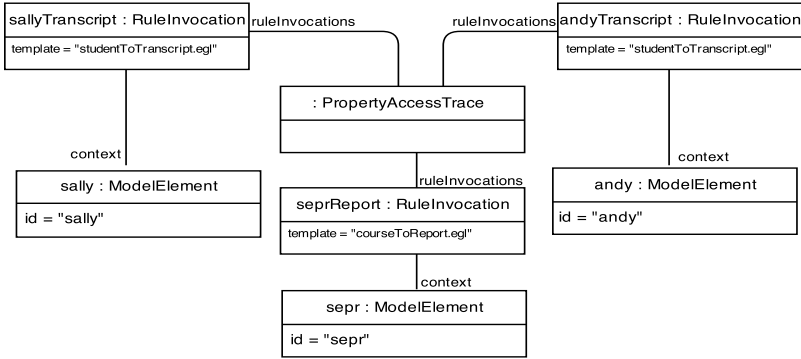 sallyTranscript : RuleInvocation
template = "studentToTranscript.egl"
ruleInvocations
ruleInvocations
andyTranscript : RuleInvocation
template = "studentToTranscript.egl"
: PropertyAccessTrace
context
context
sally : ModelElement
id = "sally"
ruleInvocations
seprReport : RuleInvocation
template = "courseToReport.egl"
andy : ModelElement
id = "andy"
context
sepr : ModelElement
id = "sepr"